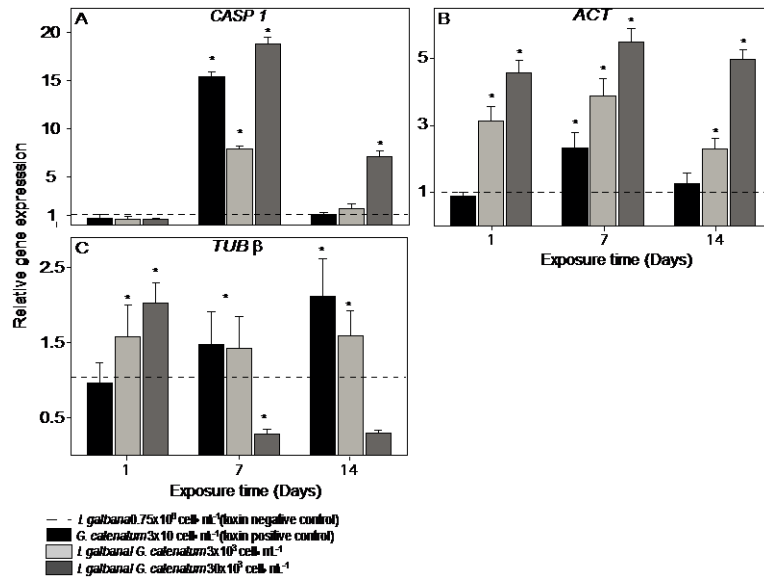 A
CASP 1
20
15
10
5
1
* * * *
B
ACT
5
3
1
* * * * * * *
1 7 14
Exposure time (Days)
Relative gene expresssion
C
TUB β
2.5
1.5
0.5
* * * * * *
1 7 14
Exposure time (Days)
I. galbana 0.75x10⁶ cell· mL⁻¹ (toxin negative control)
G. catenatum 3x10 cell· mL⁻¹ (toxin positive control)
I. galbana/ G. catenatum 3x10³ cell· mL⁻¹
I. galbana/ G. catenatum 30x10³ cell· mL⁻¹